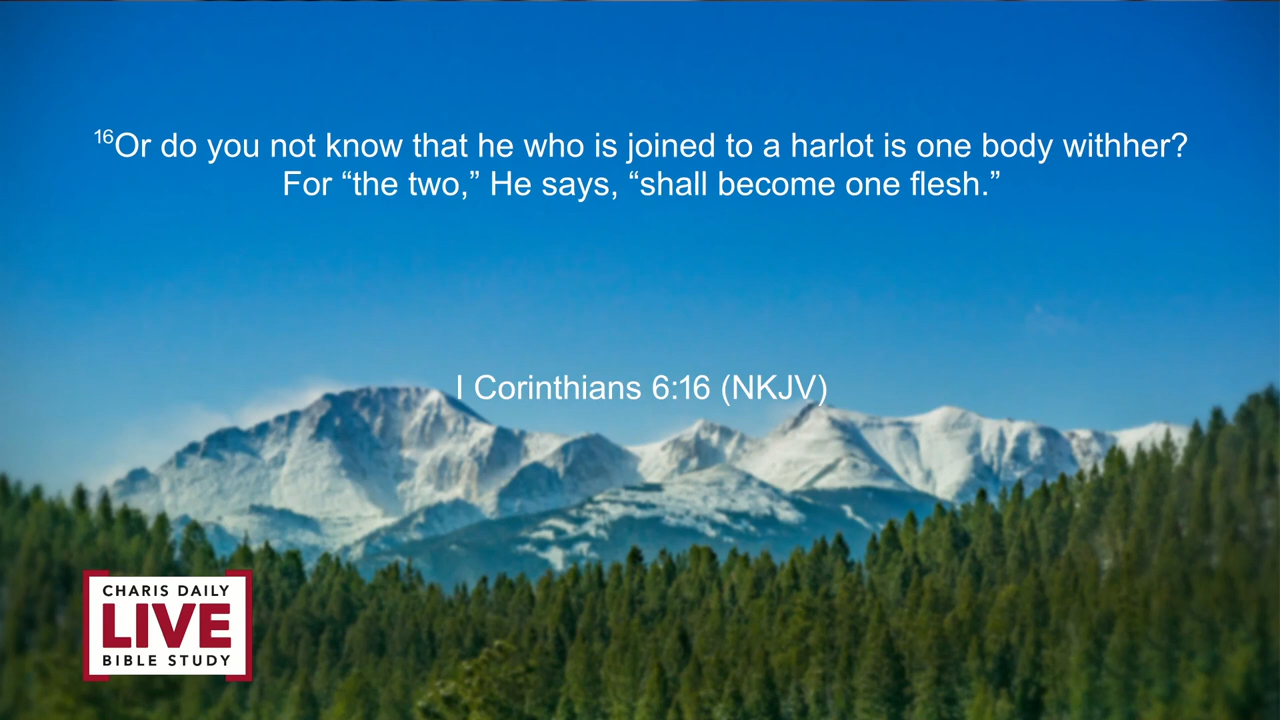 16Or do you not know that he who is joined to a harlot is one body withher?
For “the two,” He says, “shall become one flesh.”
I Corinthians 6:16 (NKJV)
CHARIS DAILY
LIVE
BIBLE STUDY